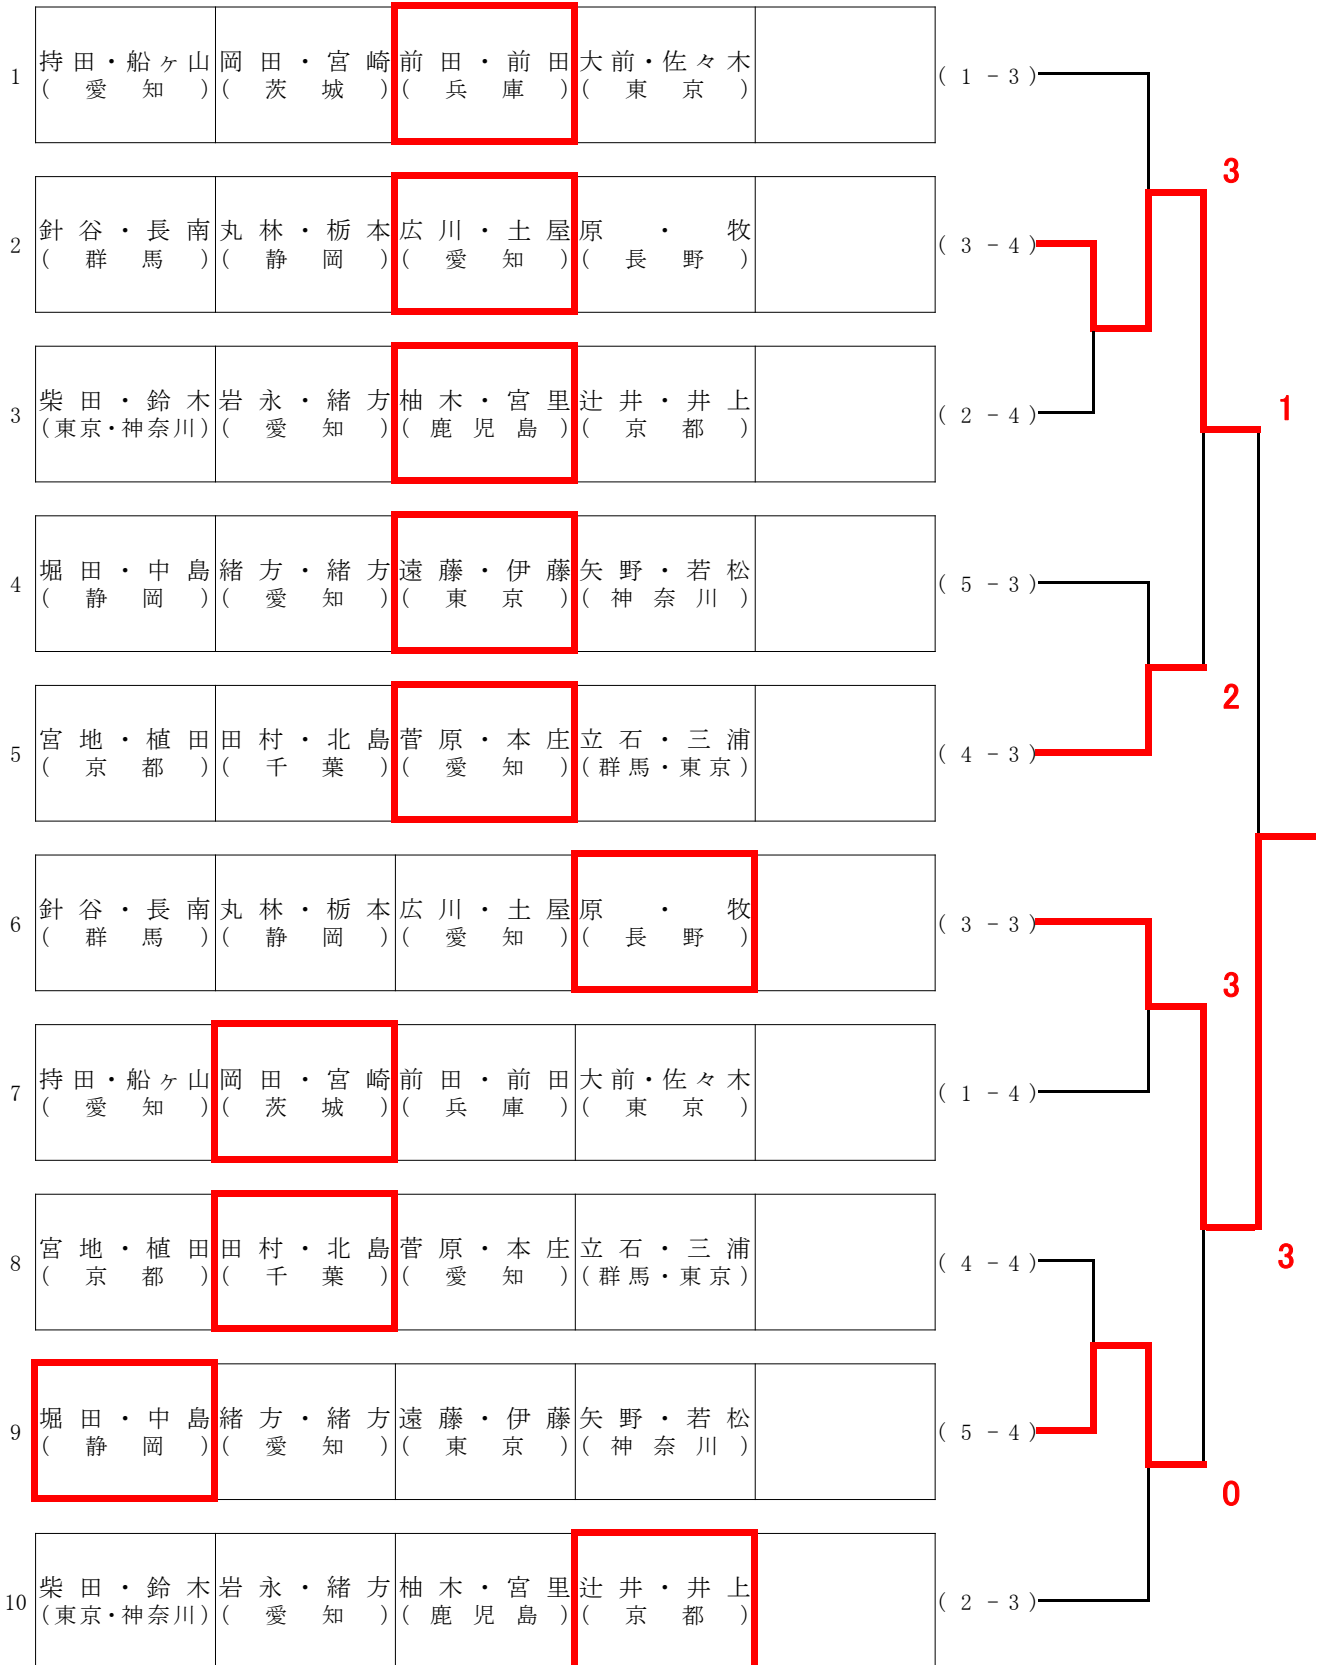 1 持田・船ヶ山 岡田・宮崎 前田・前田 大前・佐々木 ( 1 - 3 )
(愛知) (茨城) (兵庫) (東京)
3
2 針谷・長南 丸林・栃本 広川・土屋 原・牧 ( 3 - 4 )
(群馬) (静岡) (愛知) (長野)
3 柴田・鈴木 岩永・緒方 柚木・宮里 辻井・井上 ( 2 - 4 ) 1
(東京・神奈川) (愛知) (鹿児島) (京都)
4 堀田・中島 緒方・緒方 遠藤・伊藤 矢野・若松 ( 5 - 3 )
(静岡) (愛知) (東京) (神奈川)
2
5 宮地・植田 田村・北島 菅原・本庄 立石・三浦 ( 4 - 3 )
(京都) (千葉) (愛知) (群馬・東京)
6 針谷・長南 丸林・栃本 広川・土屋 原・牧 ( 3 - 3 )
(群馬) (静岡) (愛知) (長野)
3
7 持田・船ヶ山 岡田・宮崎 前田・前田 大前・佐々木 ( 1 - 4 )
(愛知) (茨城) (兵庫) (東京)
8 宮地・植田 田村・北島 菅原・本庄 立石・三浦 ( 4 - 4 ) 3
(京都) (千葉) (愛知) (群馬・東京)
9 堀田・中島 緒方・緒方 遠藤・伊藤 矢野・若松 ( 5 - 4 )
(静岡) (愛知) (東京) (神奈川)
0
10 柴田・鈴木 岩永・緒方 柚木・宮里 辻井・井上 ( 2 - 3 )
(東京・神奈川) (愛知) (鹿児島) (京都)